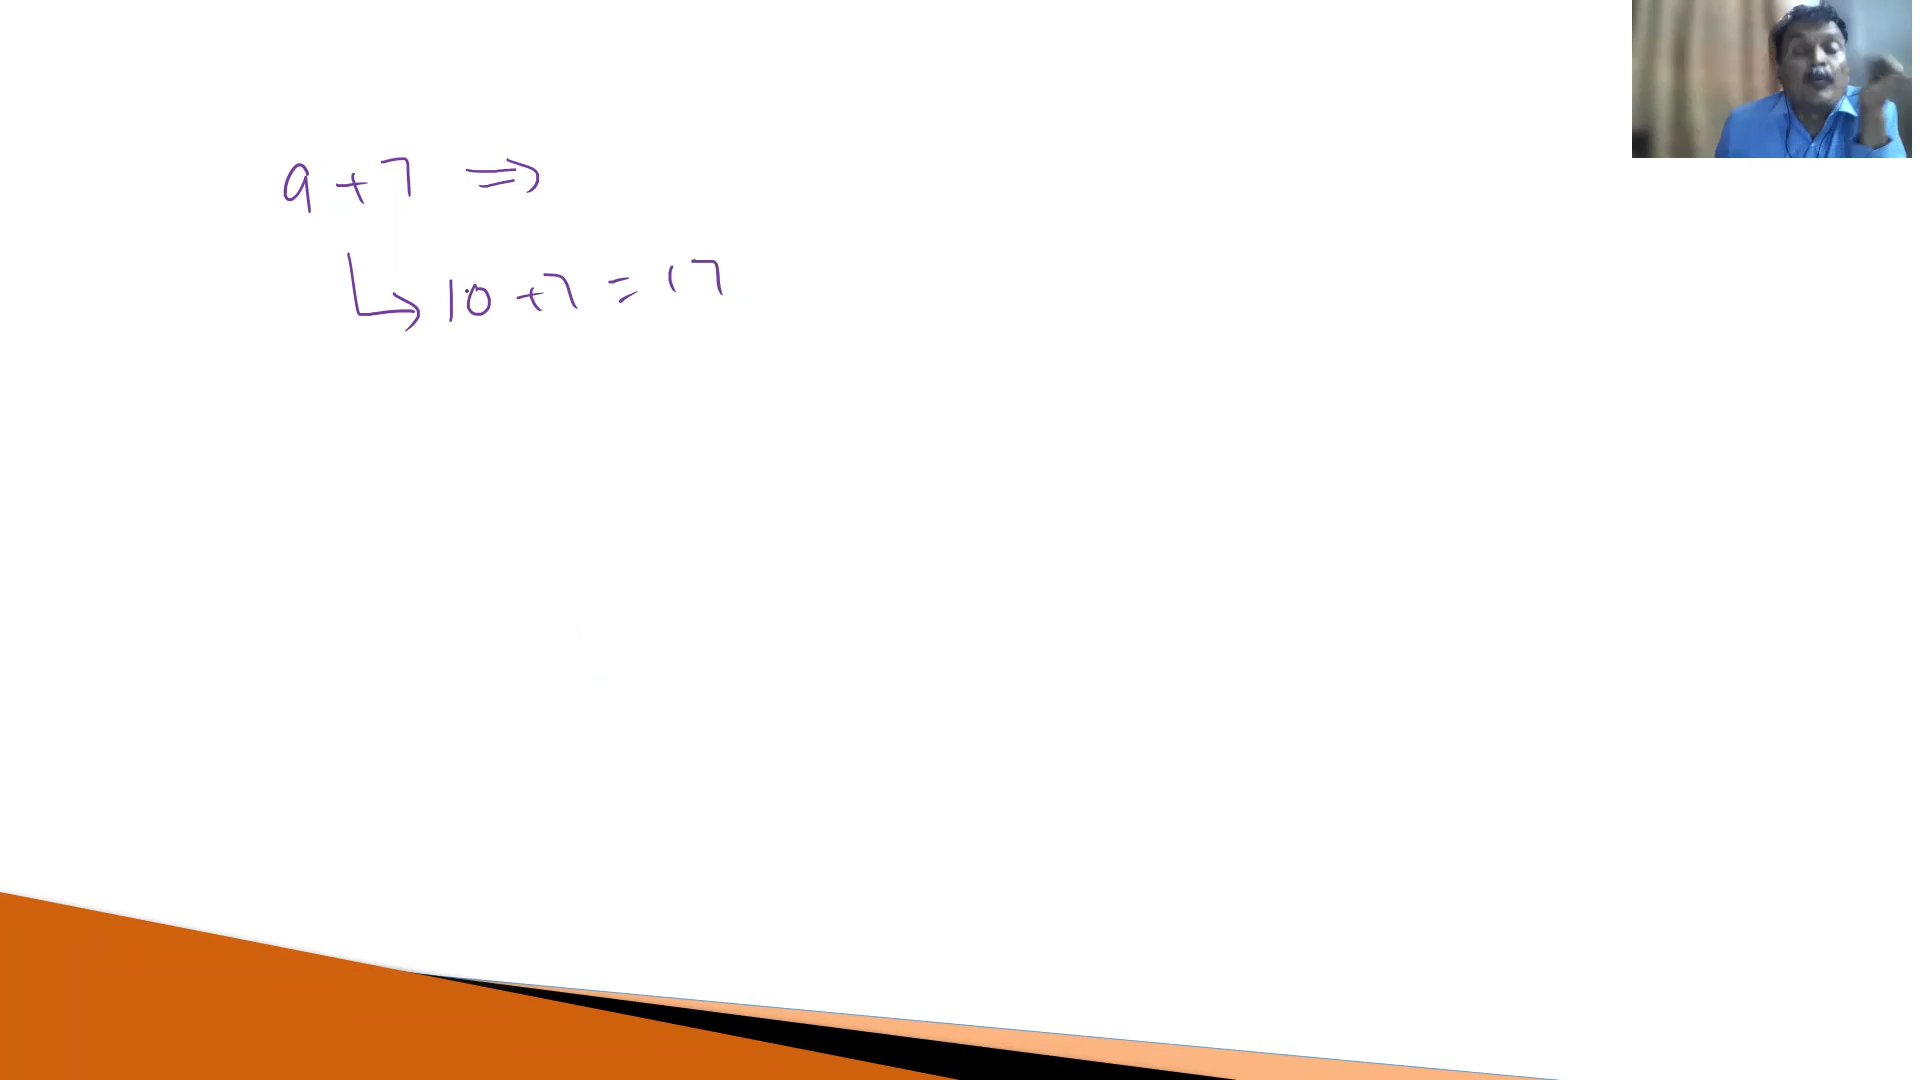 9 + 7 ⇒
↳ 10 + 7 = 17